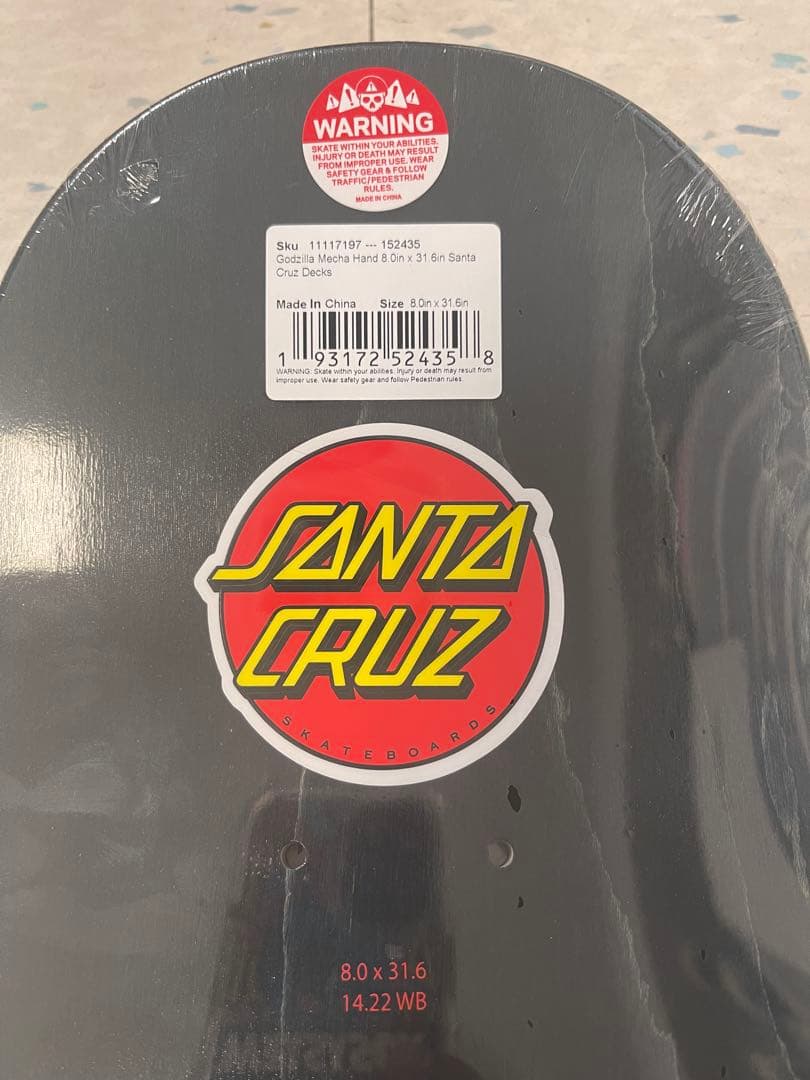 WARNING
SKATE WITHIN YOUR ABILITIES.
INJURY OR DEATH MAY RESULT
FROM IMPROPER USE. WEAR
SAFETY GEAR & FOLLOW
TRAFFIC/PEDESTRIAN
RULES.
MADE IN CHINA
Sku 11117197 --- 152435
Godzilla Mecha Hand 8.0in x 31.6in Santa
Cruz Decks
Made In China Size 8.0in x 31.6in
1 93172 52435 8
WARNING: Skate within your abilities. Injury or death may result from
improper use. Wear safety gear and follow Pedestrian rules.
SANTA
CRUZ
SKATEBOARDS
8.0 x 31.6
14.22 WB